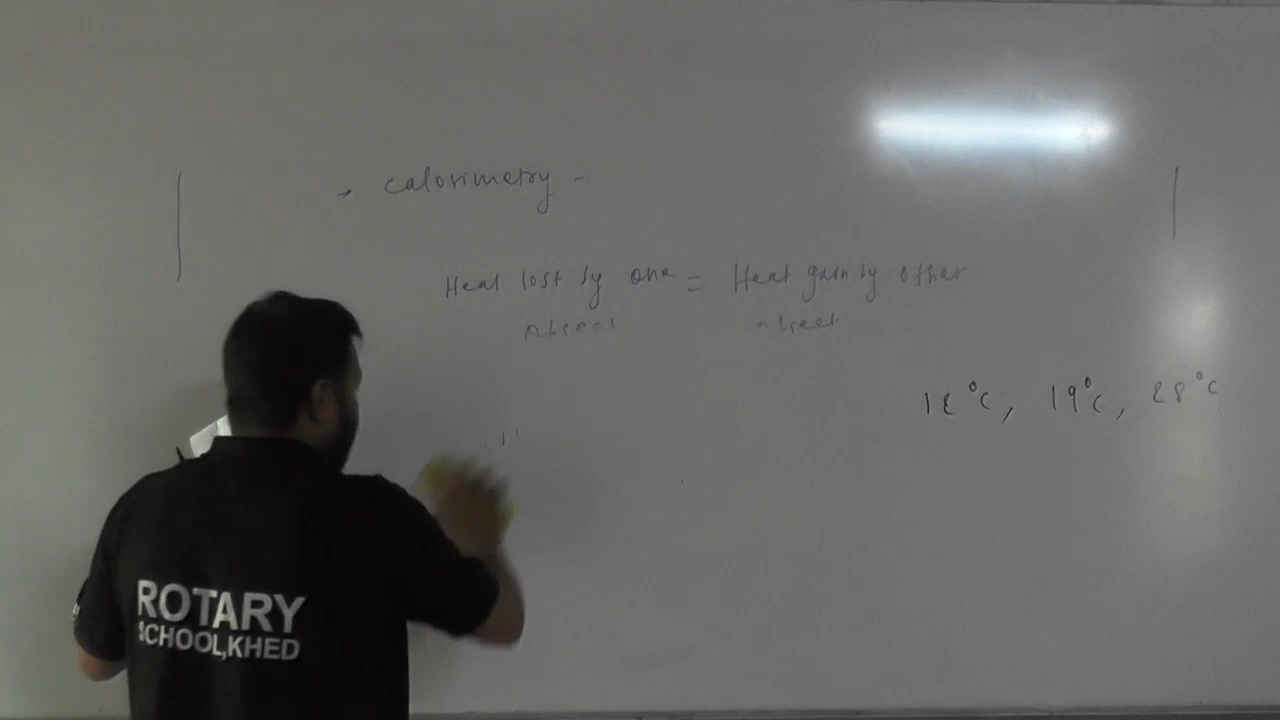 → calorimetry -:
Heat lost by one = Heat gain by other
object object
18°C, 19°C, 28°C
ROTARY
SCHOOL,KHED